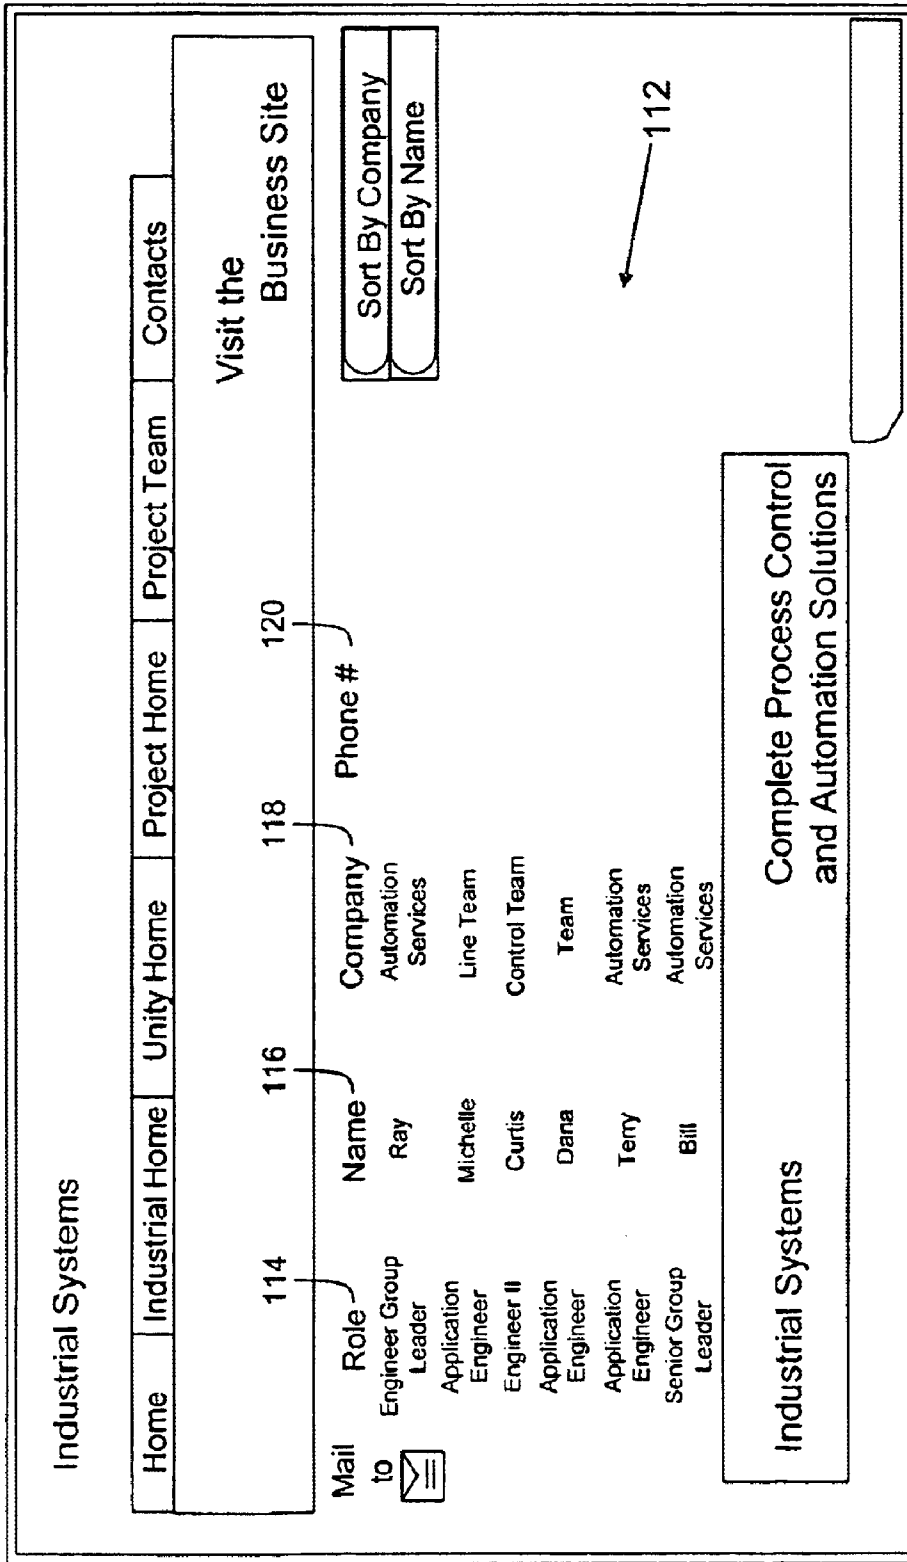 Industrial Systems
Home Industrial Home Unity Home Project Home Project Team Contacts
Visit the
Business Site
114 116 118 120
Mail
to
Role Name Company Phone #
Sort By Company
Sort By Name
Engineer Group
Leader
Ray
Automation
Services
Application
Engineer
Michelle
Line Team
Engineer II
Curtis
Control Team
Application
Engineer
Dana
Team
Application
Engineer
Terry
Automation
Services
Senior Group
Leader
Bill
Automation
Services
112
Industrial Systems
Complete Process Control
and Automation Solutions